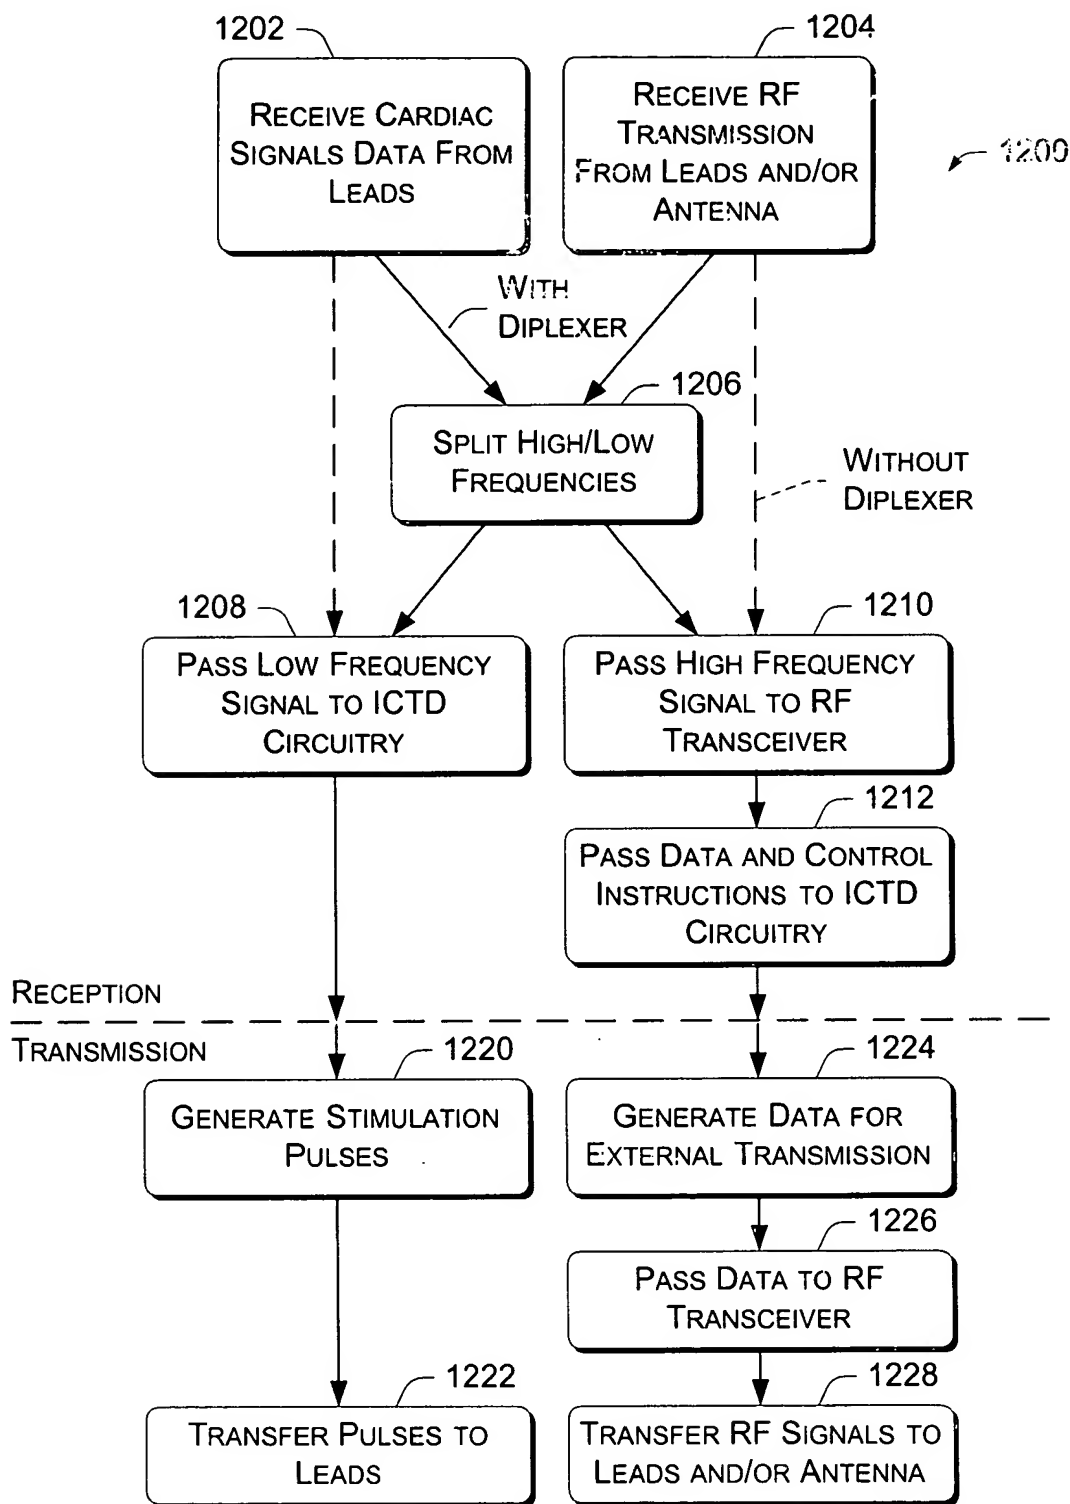 1202
1204
RECEIVE CARDIAC
SIGNALS DATA FROM
LEADS
RECEIVE RF
TRANSMISSION
FROM LEADS AND/OR
ANTENNA
1200
WITH
DIPLEXER
1206
SPLIT HIGH/LOW
FREQUENCIES
WITHOUT
DIPLEXER
1208
1210
PASS LOW FREQUENCY
SIGNAL TO ICTD
CIRCUITRY
PASS HIGH FREQUENCY
SIGNAL TO RF
TRANSCEIVER
1212
PASS DATA AND CONTROL
INSTRUCTIONS TO ICTD
CIRCUITRY
RECEPTION
TRANSMISSION
1220
1224
GENERATE STIMULATION
PULSES
GENERATE DATA FOR
EXTERNAL TRANSMISSION
1226
PASS DATA TO RF
TRANSCEIVER
1222
1228
TRANSFER PULSES TO
LEADS
TRANSFER RF SIGNALS TO
LEADS AND/OR ANTENNA